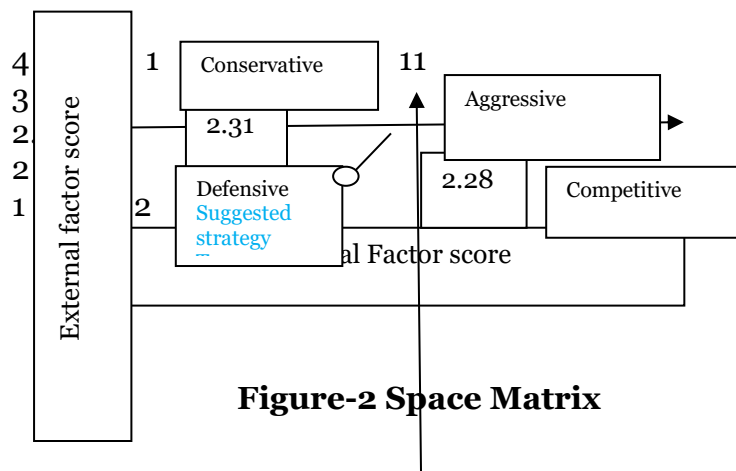 4
3
2.
2
1
External factor score
1
Conservative
11
Aggressive
2.31
2.28
Competitive
2
Defensive
Suggested
strategy
al Factor score
Figure-2 Space Matrix